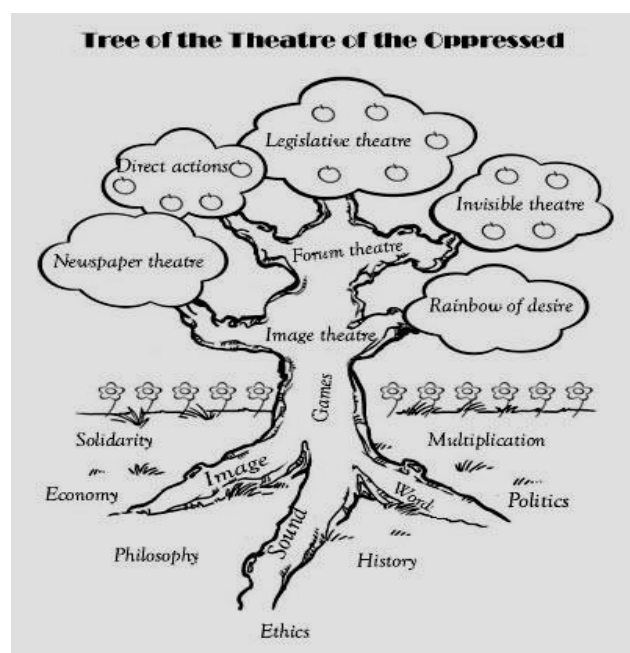 Tree of the Theatre of the Oppressed
Legislative theatre
Direct actions
Invisible theatre
Forum theatre
Newspaper theatre
Rainbow of desire
Image theatre
Games
Solidarity
Multiplication
Image
Word
Economy
Politics
Sound
Philosophy
History
Ethics